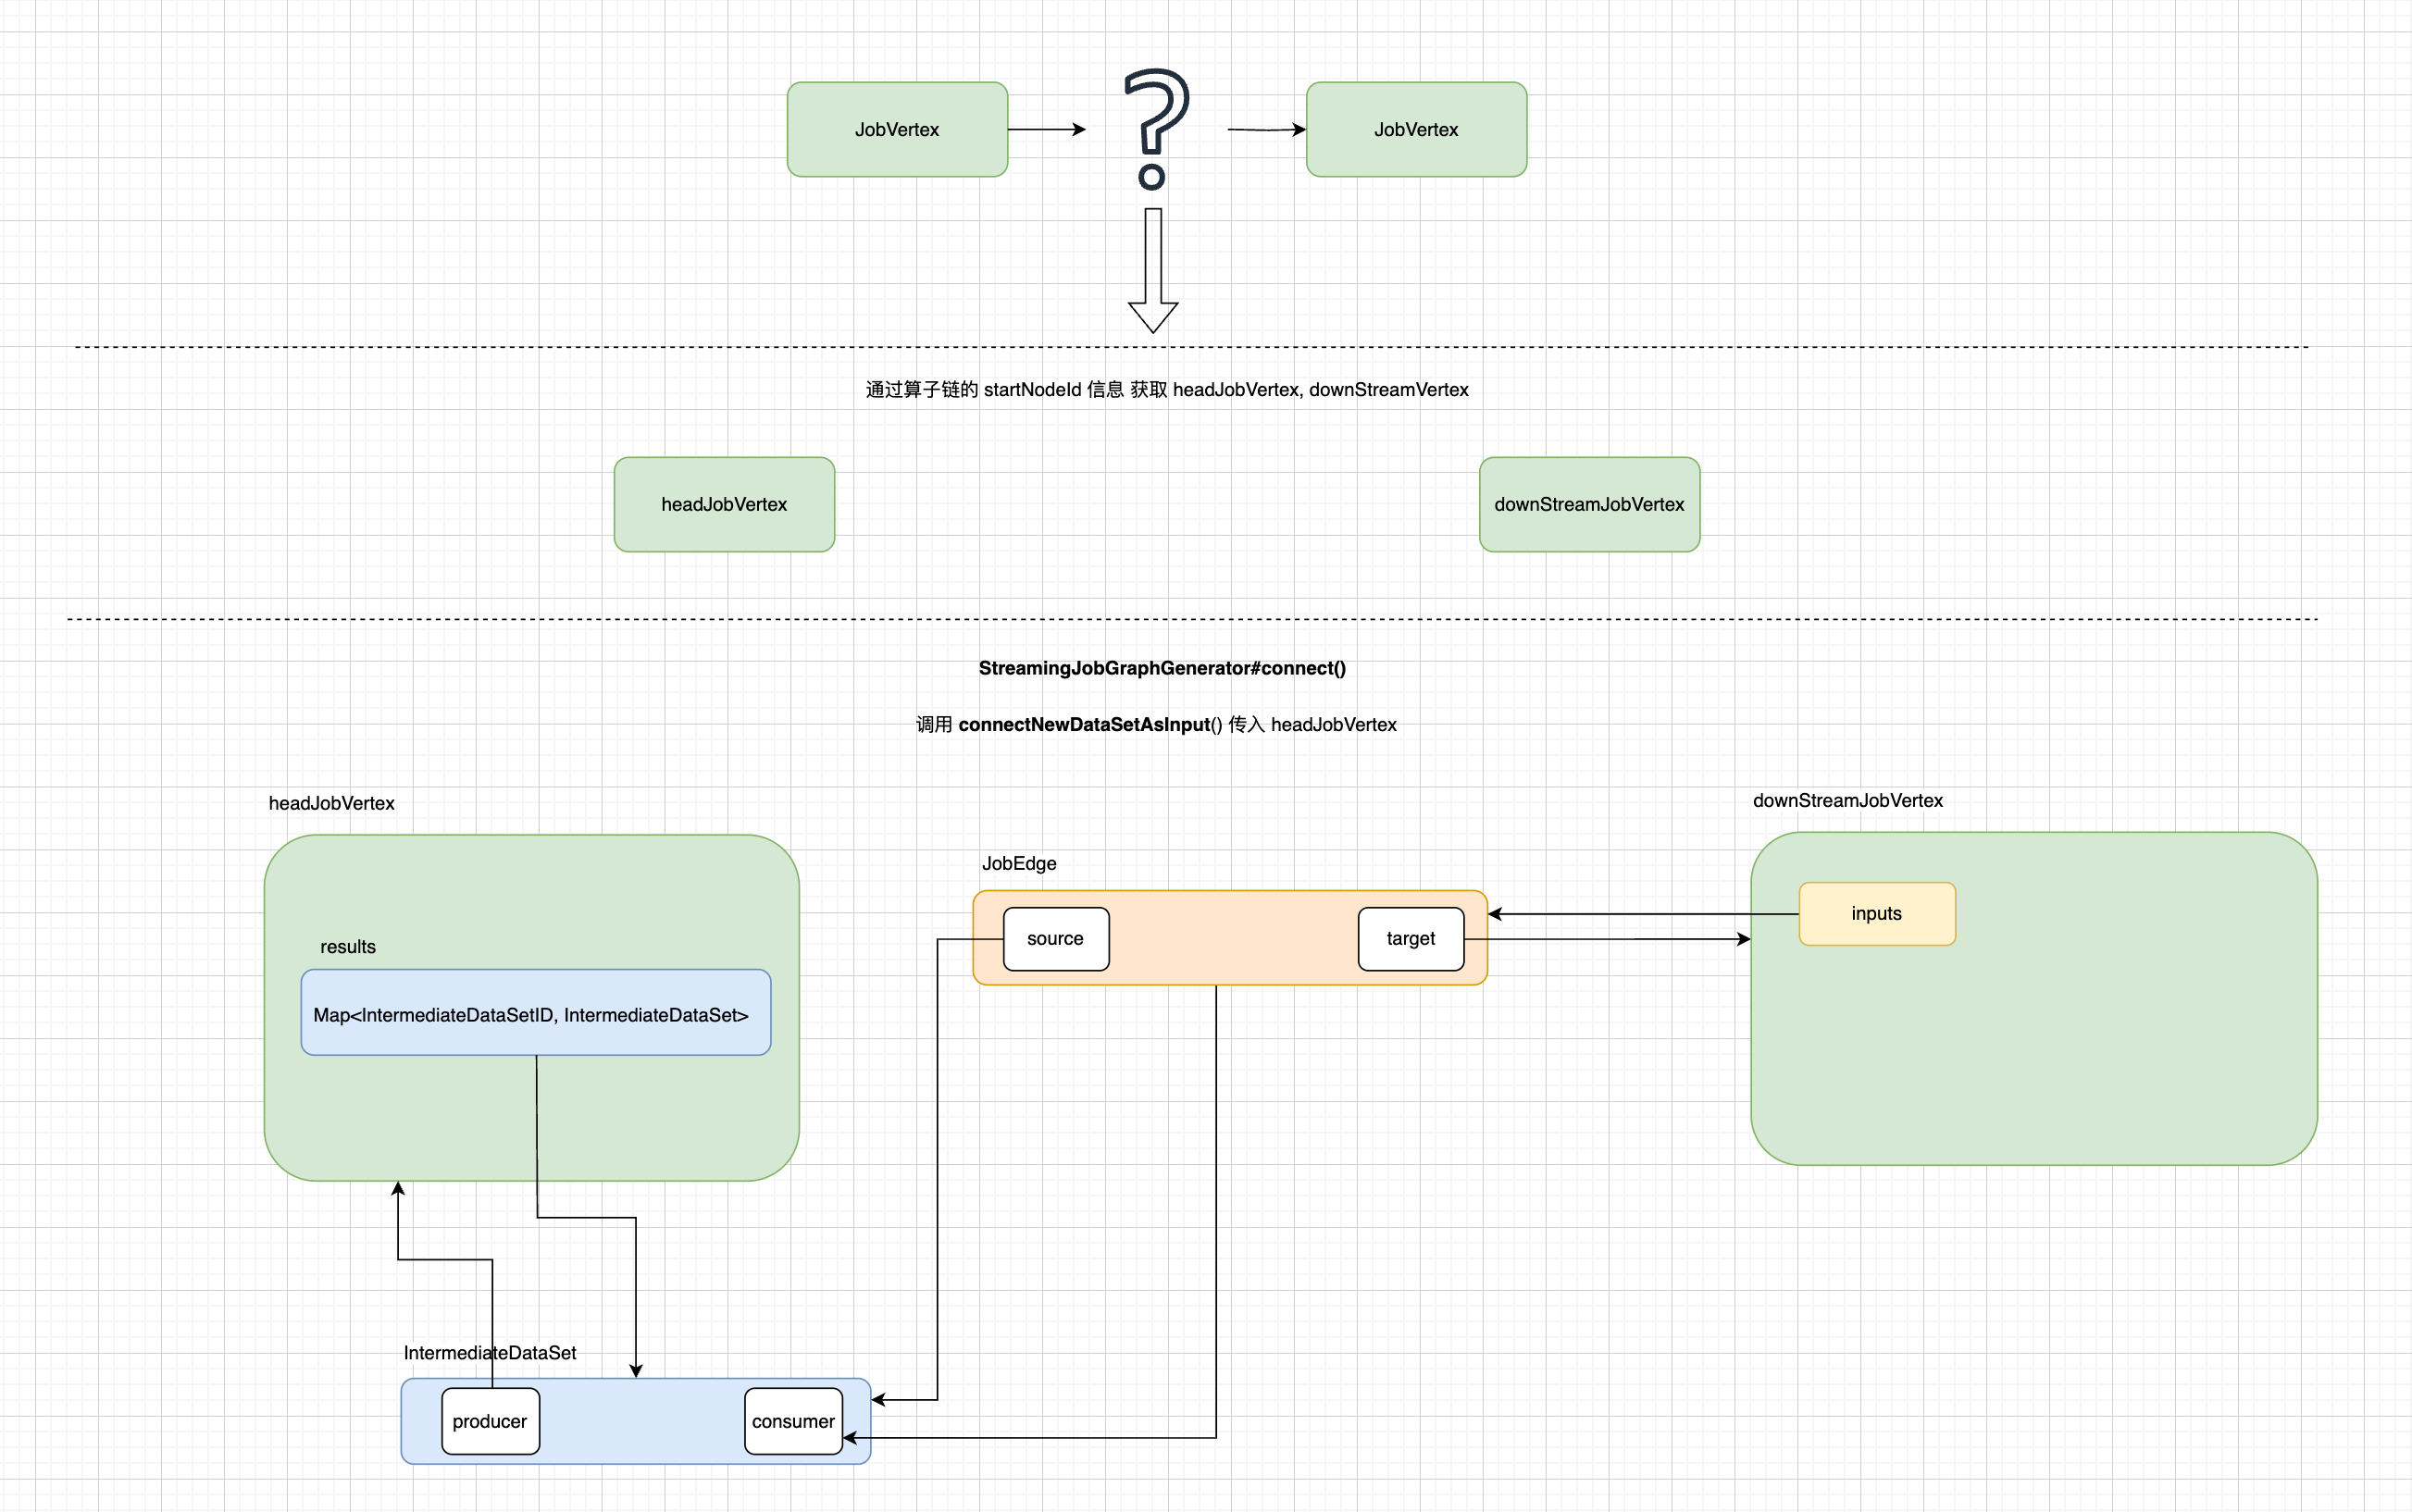 JobVertex
JobVertex
通过算子链的 startNodeId 信息 获取 headJobVertex, downStreamVertex
headJobVertex
downStreamJobVertex
StreamingJobGraphGenerator#connect()
调用 connectNewDataSetAsInput() 传入 headJobVertex
headJobVertex
downStreamJobVertex
JobEdge
inputs
source
target
results
Map<IntermediateDataSetID, IntermediateDataSet>
IntermediateDataSet
producer
consumer